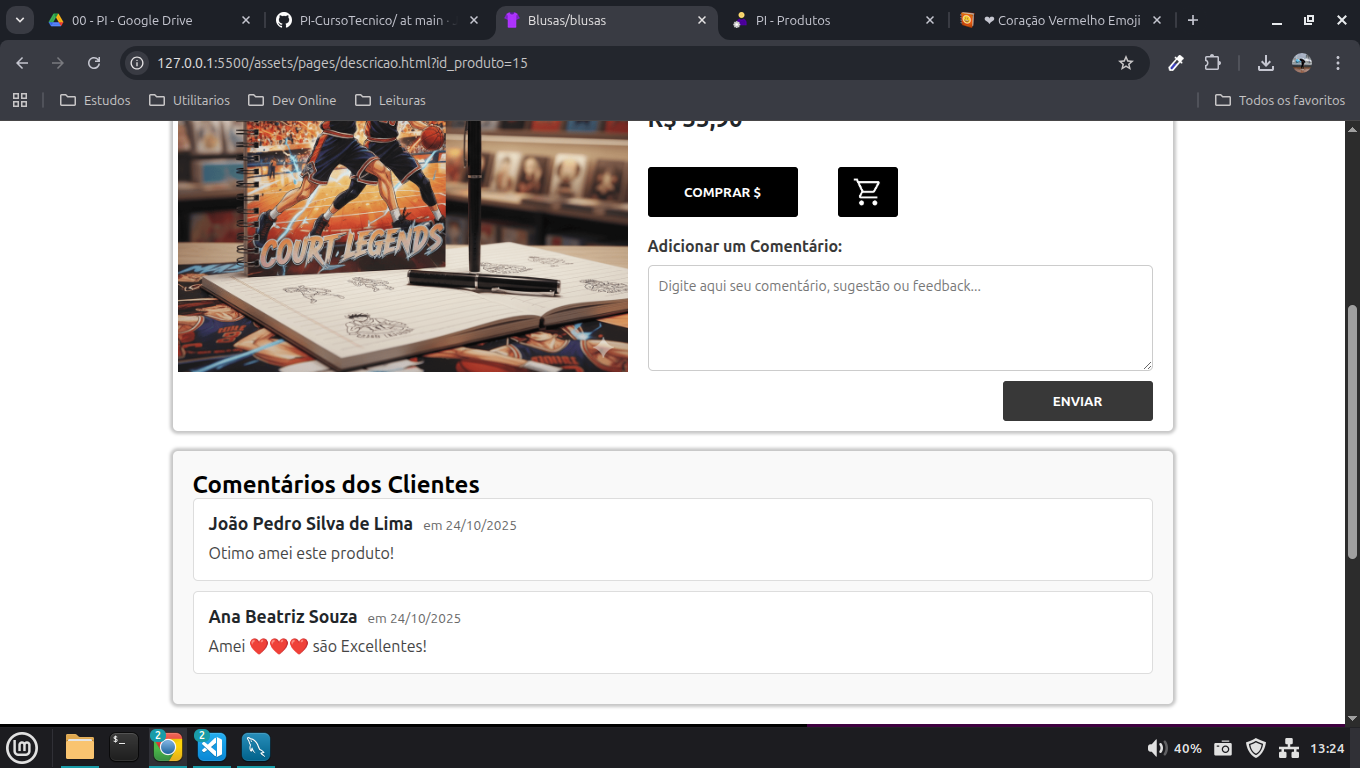 00 - PI - Google Drive
PI-CursoTecnico/ at main ·
Blusas/blusas
PI - Produtos
❤ Coração Vermelho Emoji
127.0.0.1:5500/assets/pages/descricao.html?id_produto=15
Estudos
Utilitarios
Dev Online
Leituras
Todos os favoritos
COURT LEGENDS
COMPRAR $
Adicionar um Comentário:
Digite aqui seu comentário, sugestão ou feedback...
ENVIAR
Comentários dos Clientes
João Pedro Silva de Lima em 24/10/2025
Otimo amei este produto!
Ana Beatriz Souza em 24/10/2025
Amei ❤️❤️❤️ são Excellentes!
2
2
40%
13:24